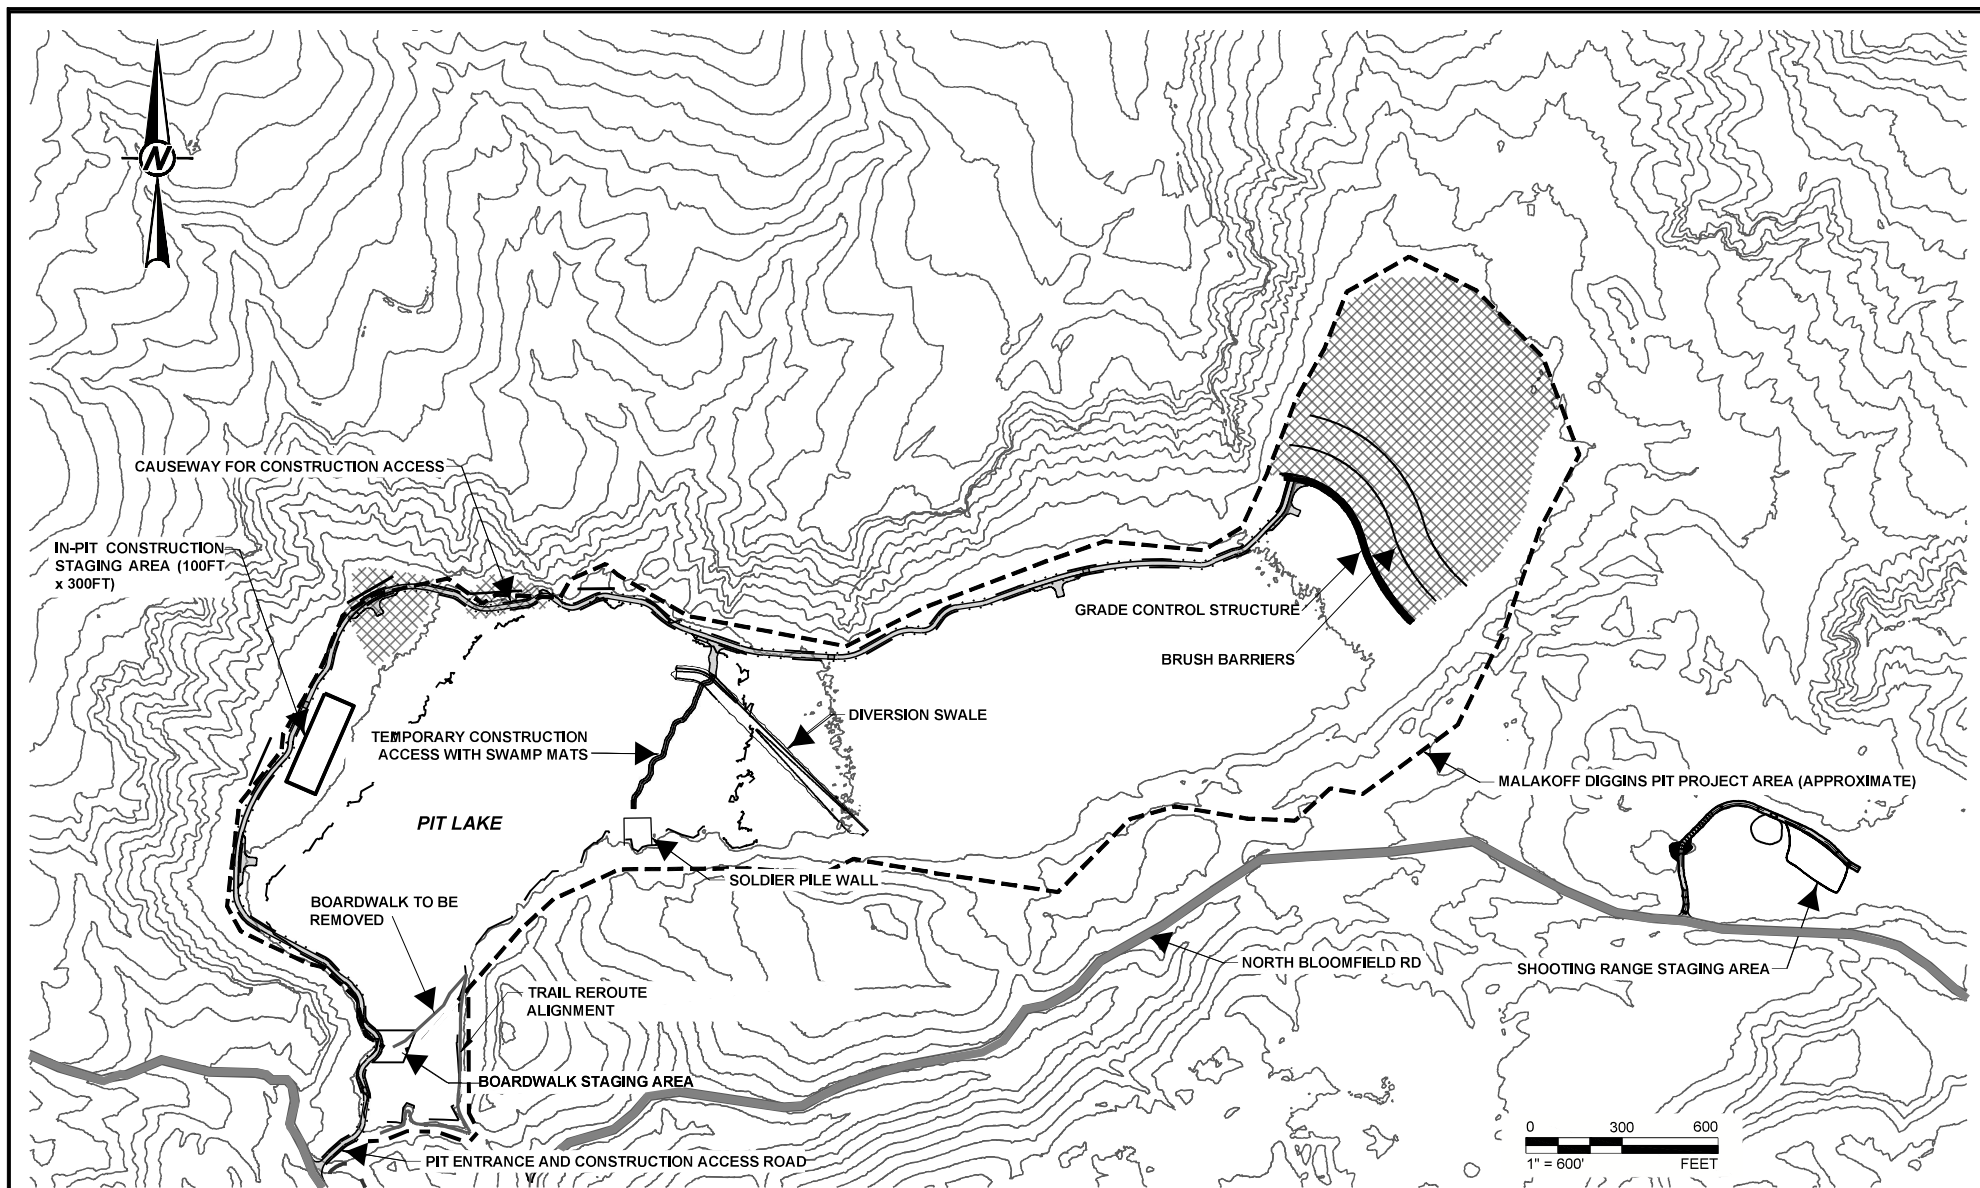 N
CAUSEWAY FOR CONSTRUCTION ACCESS
IN-PIT CONSTRUCTION
STAGING AREA (100FT
x 300FT)
GRADE CONTROL STRUCTURE
BRUSH BARRIERS
DIVERSION SWALE
TEMPORARY CONSTRUCTION
ACCESS WITH SWAMP MATS
MALAKOFF DIGGINS PIT PROJECT AREA (APPROXIMATE)
PIT LAKE
SOLDIER PILE WALL
BOARDWALK TO BE
REMOVED
NORTH BLOOMFIELD RD
SHOOTING RANGE STAGING AREA
TRAIL REROUTE
ALIGNMENT
BOARDWALK STAGING AREA
PIT ENTRANCE AND CONSTRUCTION ACCESS ROAD
0 300 600
1" = 600' FEET